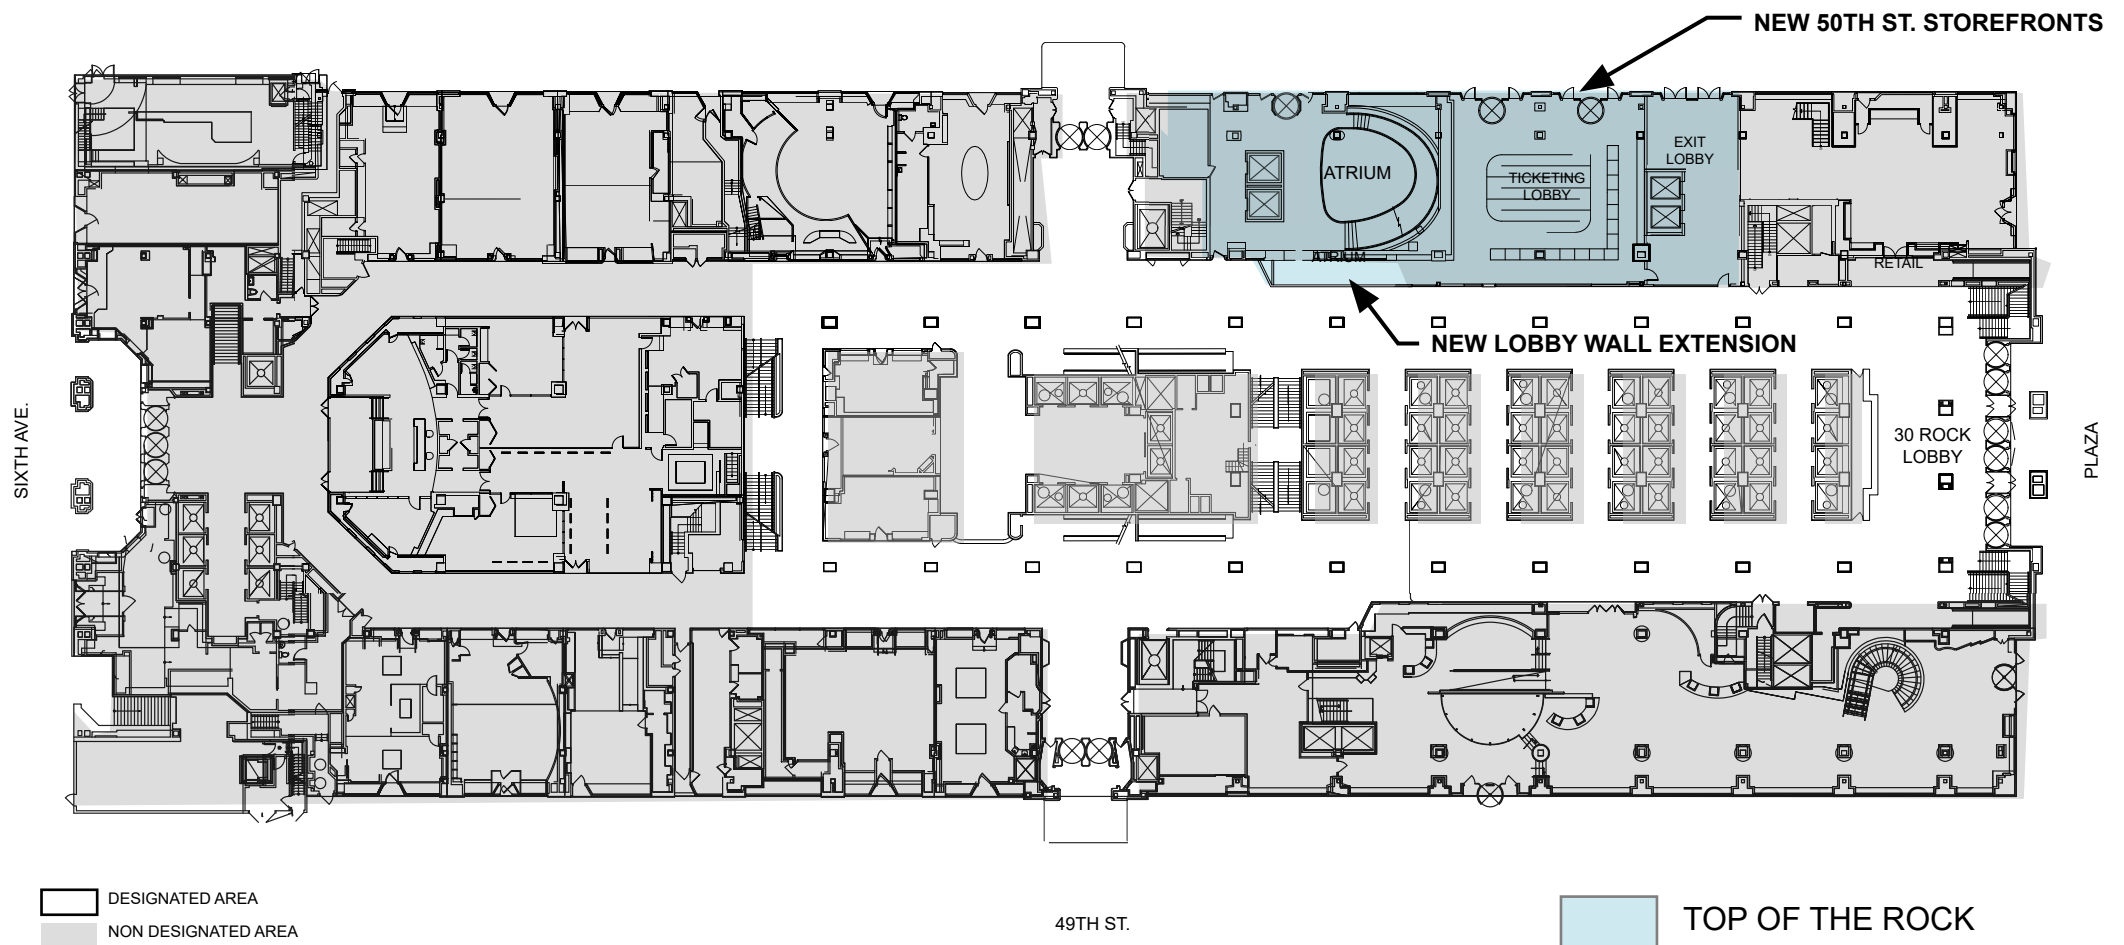 NEW 50TH ST. STOREFRONTS
EXIT
LOBBY
ATRIUM
TICKETING
LOBBY
ATRIUM
RETAIL
NEW LOBBY WALL EXTENSION
SIXTH AVE.
30 ROCK
LOBBY
PLAZA
DESIGNATED AREA
NON DESIGNATED AREA
49TH ST.
TOP OF THE ROCK